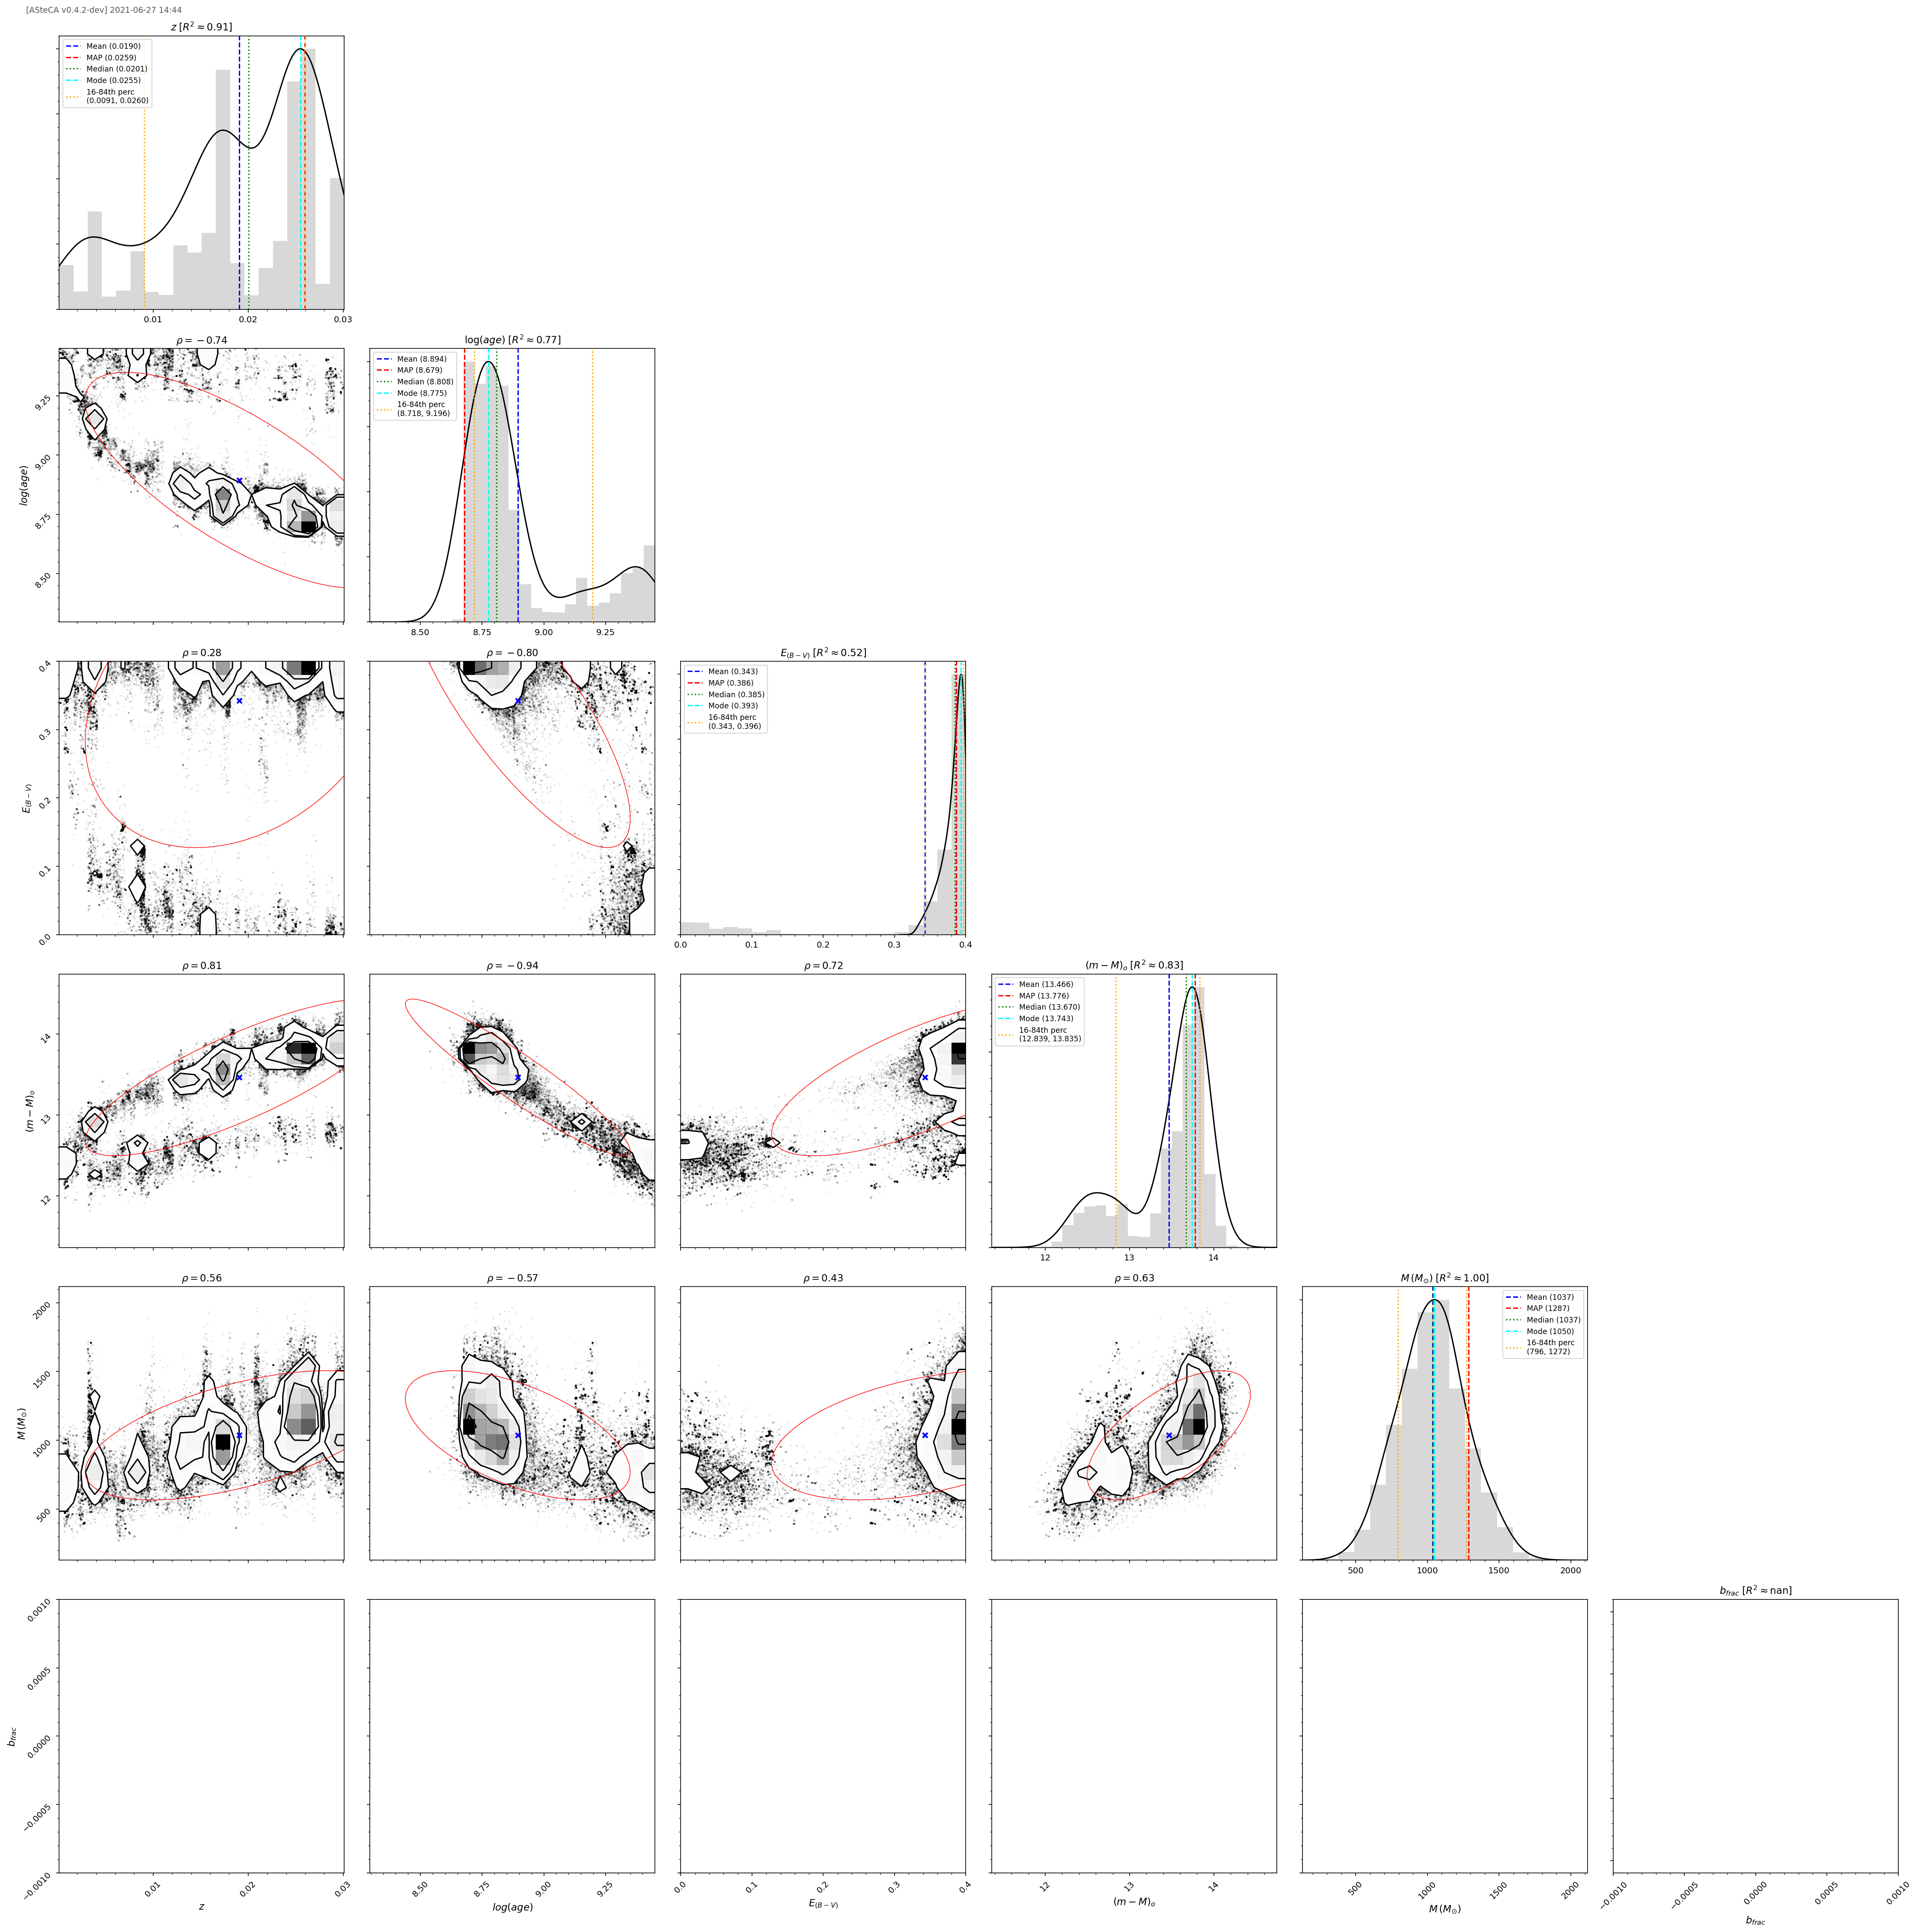 [ASteCA v0.4.2-dev] 2021-06-27 14:44
z [R² ≈ 0.91]
Mean (0.0190)
MAP (0.0259)
Median (0.0201)
Mode (0.0255)
16-84th perc
(0.0091, 0.0260)
0.01 0.02 0.03
ρ = −0.74
log(age) [R² ≈ 0.77]
Mean (8.894)
MAP (8.679)
Median (8.808)
Mode (8.775)
16-84th perc
(8.718, 9.196)
log(age)
9.25
9.00
8.75
8.50
8.50 8.75 9.00 9.25
ρ = 0.28
ρ = −0.80
E(B − V) [R² ≈ 0.52]
Mean (0.343)
MAP (0.386)
Median (0.385)
Mode (0.393)
16-84th perc
(0.343, 0.396)
E(B − V)
0.4
0.3
0.2
0.1
0.0
0.0 0.1 0.2 0.3 0.4
ρ = 0.81
ρ = −0.94
ρ = 0.72
(m − M)o [R² ≈ 0.83]
Mean (13.466)
MAP (13.776)
Median (13.670)
Mode (13.743)
16-84th perc
(12.839, 13.835)
(m − M)o
14
13
12
12 13 14
ρ = 0.56
ρ = −0.57
ρ = 0.43
ρ = 0.63
M (M⊙) [R² ≈ 1.00]
Mean (1037)
MAP (1287)
Median (1037)
Mode (1050)
16-84th perc
(796, 1272)
M (M⊙)
2000
1500
1000
500
500 1000 1500 2000
b_frac [R² ≈ nan]
b_frac
0.0010
0.0005
0.0000
−0.0005
−0.0010
0.01 0.02 0.03
z
8.50 8.75 9.00 9.25
log(age)
0.0 0.1 0.2 0.3 0.4
E(B − V)
12 13 14
(m − M)o
500 1000 1500 2000
M (M⊙)
−0.0010 −0.0005 0.0000 0.0005 0.0010
b_frac